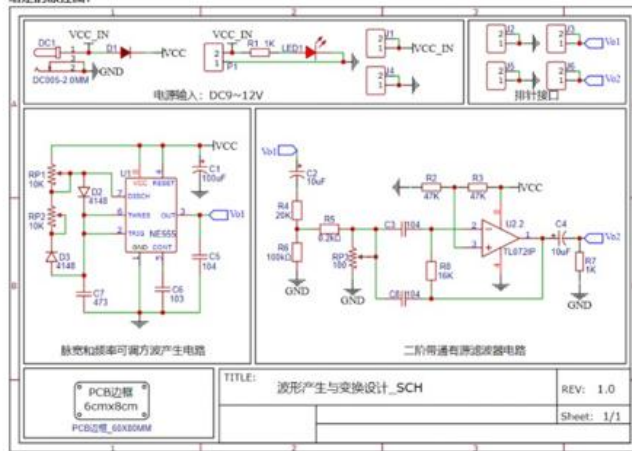 VCC_IN
DC1
D1
VCC
GND
DC005-2.0MM
VCC_IN
R1 1K
LED1
P1
J1
VCC_IN
J4
电源输入：DC9~12V
J2
J3
Vo1
J5
J6
Vo2
排针接口
RP1
10K
RP2
10K
D2
4148
D3
4148
C7
473
U1
VCC RESET
DISCH
THRES OUT
TRIG NE555
GND CONT
VCC
C1
100uF
Vo1
C5
104
C6
103
脉宽和频率可调方波产生电路
Vo1
C2
10uF
R4
20K
R5
R6
100kΩ
GND
GND
C3 104
R8
16K
104
R2
47K
R3
47K
VCC
U2.2
TL072IP
C4
10uF
Vo2
R7
1K
GND
二阶带通有源滤波器电路
PCB边框
6cmx8cm
PCB边框_60X80MM
TITLE:
波形产生与变换设计_SCH
REV: 1.0
Sheet: 1/1